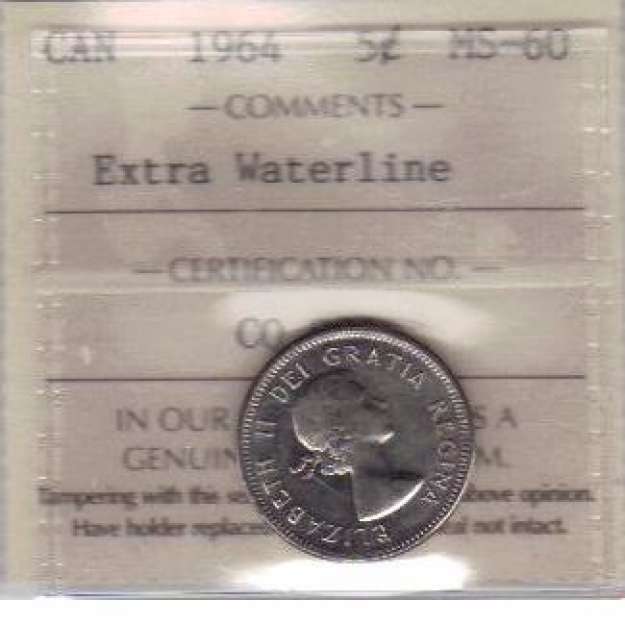 CAN 1964 5¢ MS-60
— COMMENTS —
Extra Waterline
— CERTIFICATION NO. —
CQ
IN OUR S A
GENUIN M.
Tampering with the above opinion.
Have holder not intact.
ELIZABETH II DEI GRATIA REGINA